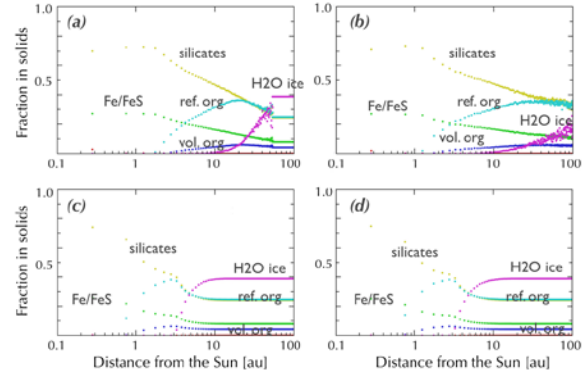 (a)
silicates
H2O ice
Fe/FeS
ref. org
vol. org
(b)
silicates
Fe/FeS
ref. org
H2O ice
vol. org
Fraction in solids
1.0
0.5
0
0.1
1
10
100
0.1
1
10
100
(c)
silicates
H2O ice
Fe/FeS
ref. org
vol. org
(d)
silicates
H2O ice
Fe/FeS
ref. org
vol. org
Fraction in solids
1.0
0.5
0
0.1
1
10
100
0.1
1
10
100
Distance from the Sun [au]
Distance from the Sun [au]